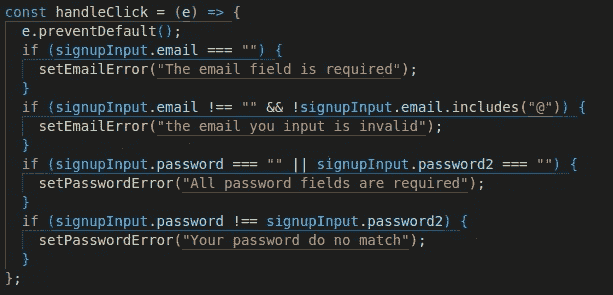 const handleClick = (e) => {
e.preventDefault();
if (signupInput.email === "") {
setEmailError("The email field is required");
}
if (signupInput.email !== "" && !signupInput.email.includes("@")) {
setEmailError("the email you input is invalid");
}
if (signupInput.password === "" || signupInput.password2 === "") {
setPasswordError("All password fields are required");
}
if (signupInput.password !== signupInput.password2) {
setPasswordError("Your password do no match");
}
};